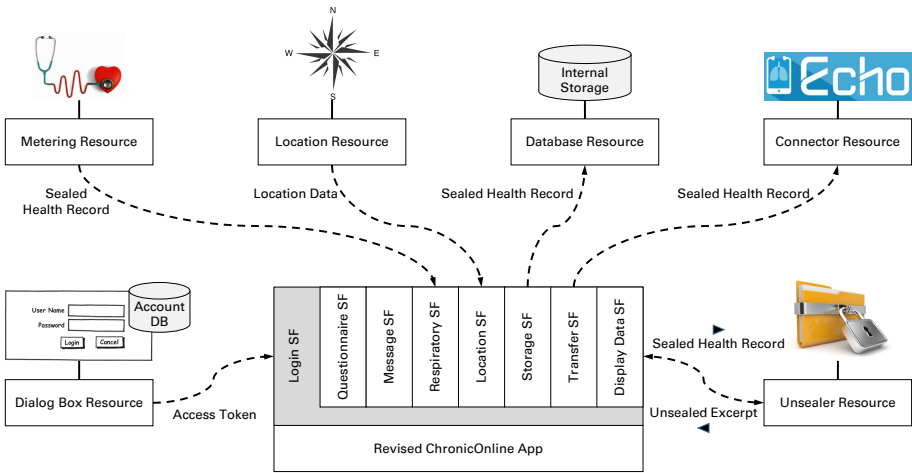 N
W
E
S
Internal
Storage
Echo
Metering Resource
Location Resource
Database Resource
Connector Resource
Sealed
Health Record
Location Data
Sealed Health Record
Sealed Health Record
User Name
Password
Login
Cancel
Account
DB
Login SF
Questionnaire SF
Message SF
Respiratory SF
Location SF
Storage SF
Transfer SF
Display Data SF
Sealed Health Record
Unsealed Excerpt
Dialog Box Resource
Access Token
Unsealer Resource
Revised ChronicOnline App